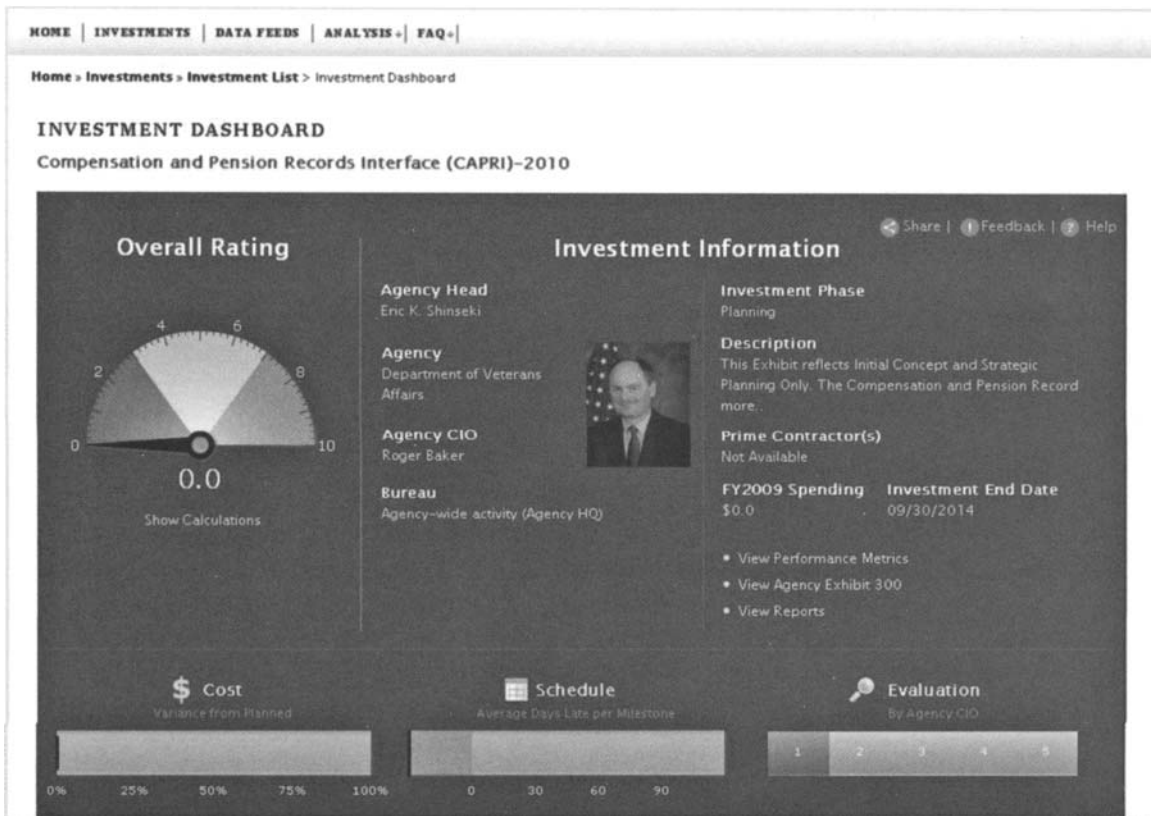 HOME | INVESTMENTS | DATA FEEDS | ANALYSIS+| FAQ+|
Home » Investments » Investment List > Investment Dashboard
INVESTMENT DASHBOARD
Compensation and Pension Records Interface (CAPRI)-2010
Share | Feedback | Help
Overall Rating
0 2 4 6 8 10
0.0
Show Calculations
Investment Information
Agency Head
Eric K. Shinseki
Agency
Department of Veterans
Affairs
Agency CIO
Roger Baker
Bureau
Agency-wide activity (Agency HQ)
Investment Phase
Planning
Description
This Exhibit reflects Initial Concept and Strategic
Planning Only. The Compensation and Pension Record
more..
Prime Contractor(s)
Not Available
FY2009 Spending Investment End Date
$0.0 09/30/2014
• View Performance Metrics
• View Agency Exhibit 300
• View Reports
$ Cost
Variance from Planned
0% 25% 50% 75% 100%
Schedule
Average Days Late per Milestone
0 30 60 90
Evaluation
By Agency CIO
1 2 3 4 5